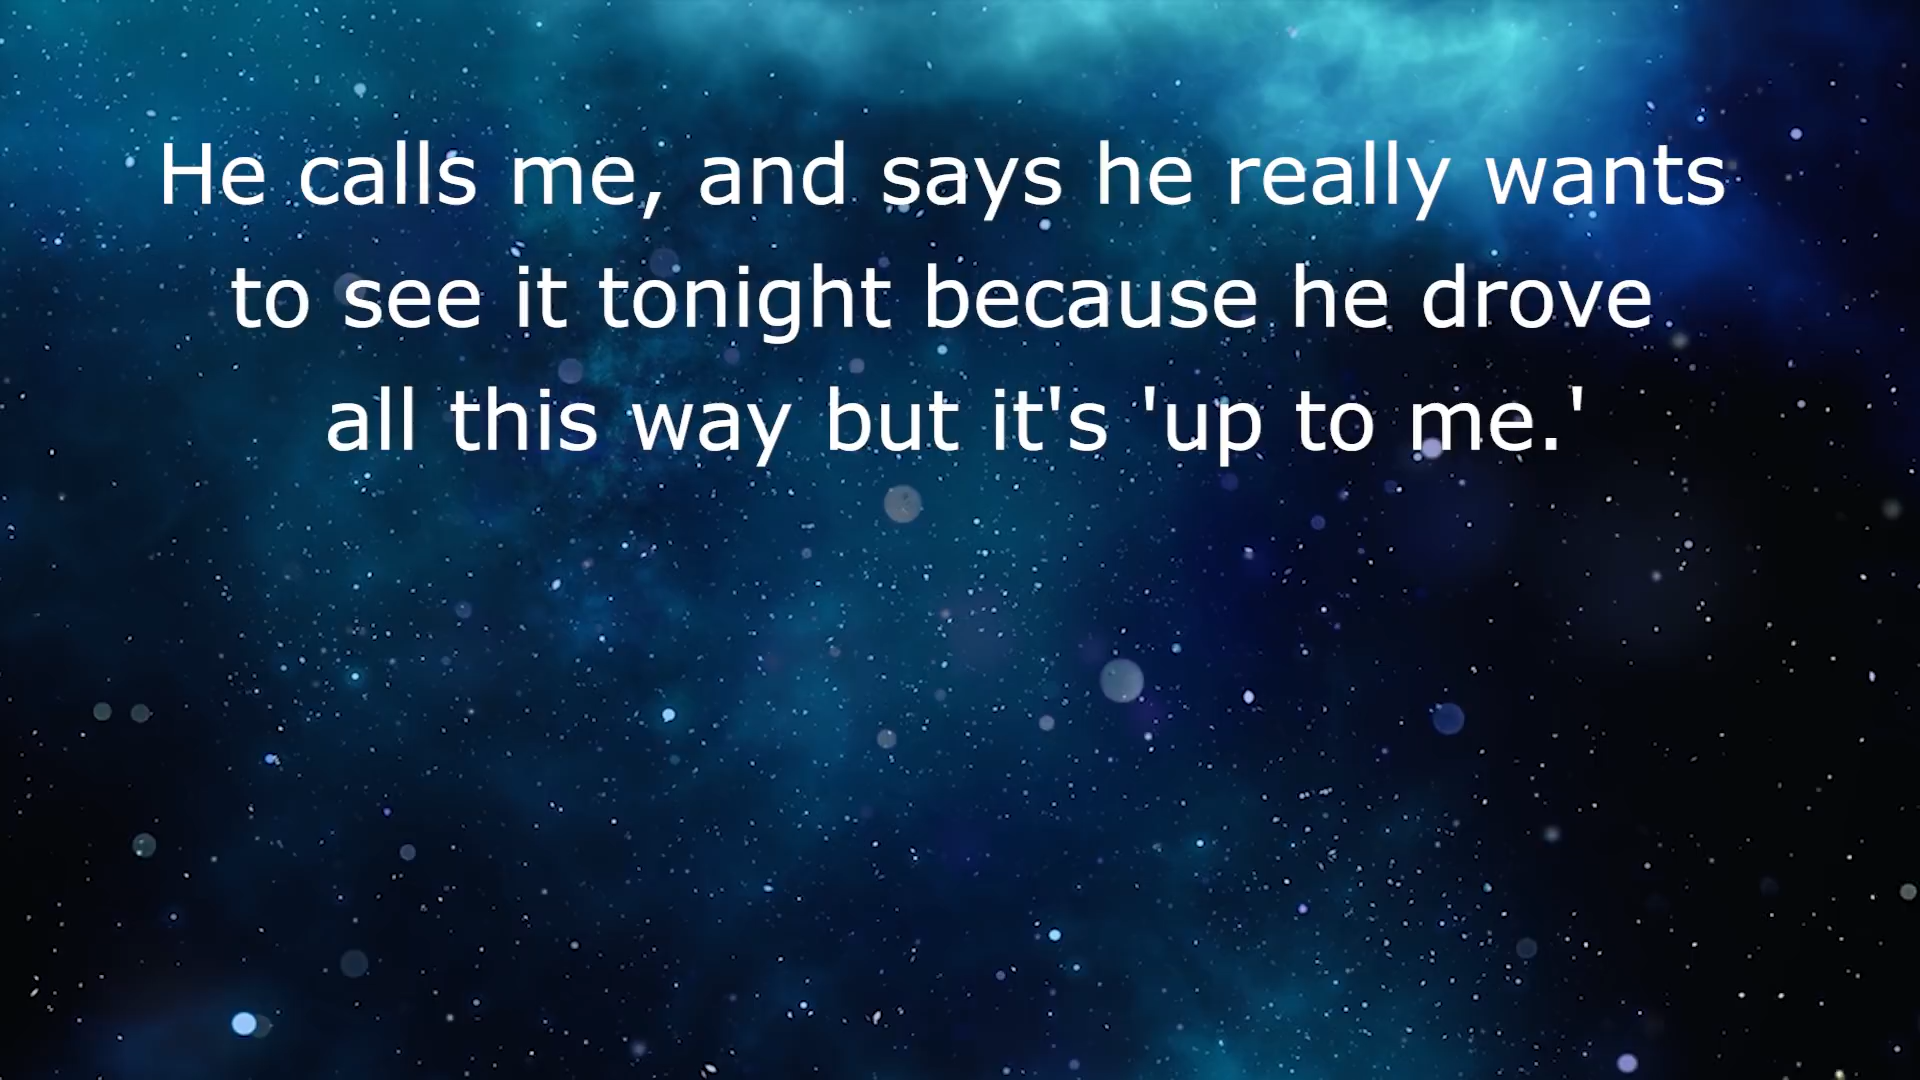 He calls me, and says he really wants
to see it tonight because he drove
all this way but it's 'up to me.'